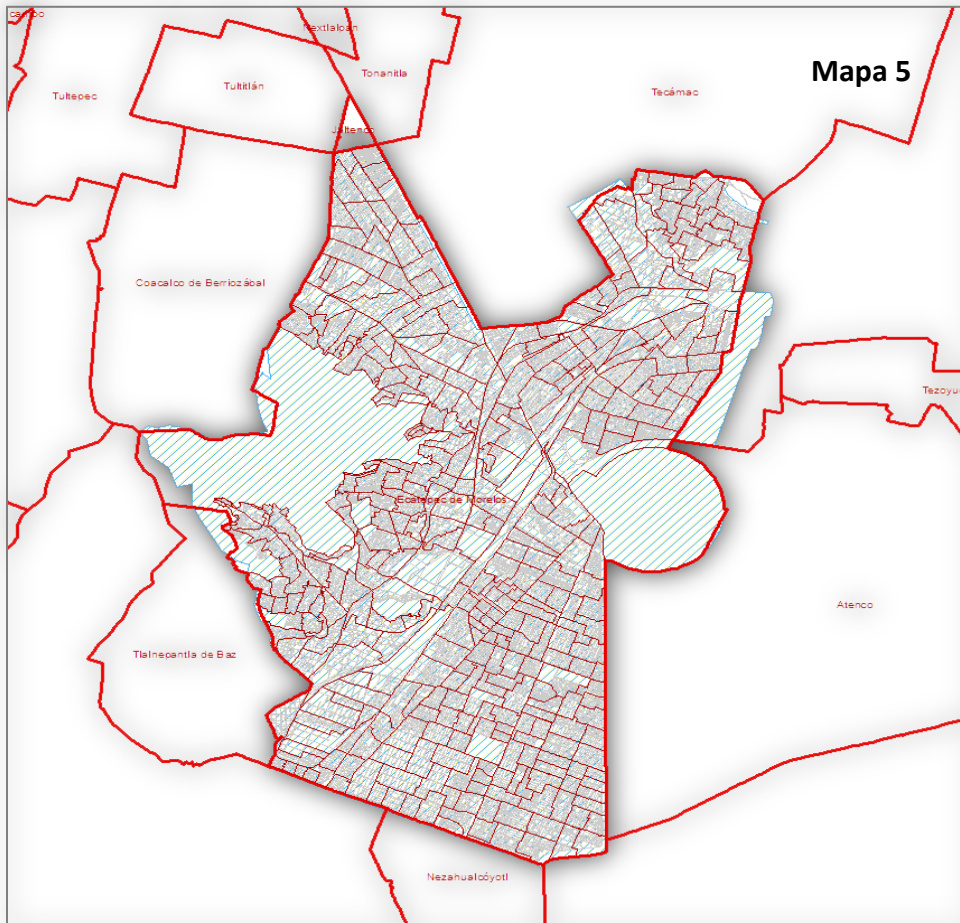 Nextlalpan
Tonanitla
Tultitlán
Tultepec
Tecámac
Mapa 5
Jaltenco
Coacalco de Berriozábal
Ecatepec de Morelos
Atenco
Tlalnepantla de Baz
Nezahualcóyotl